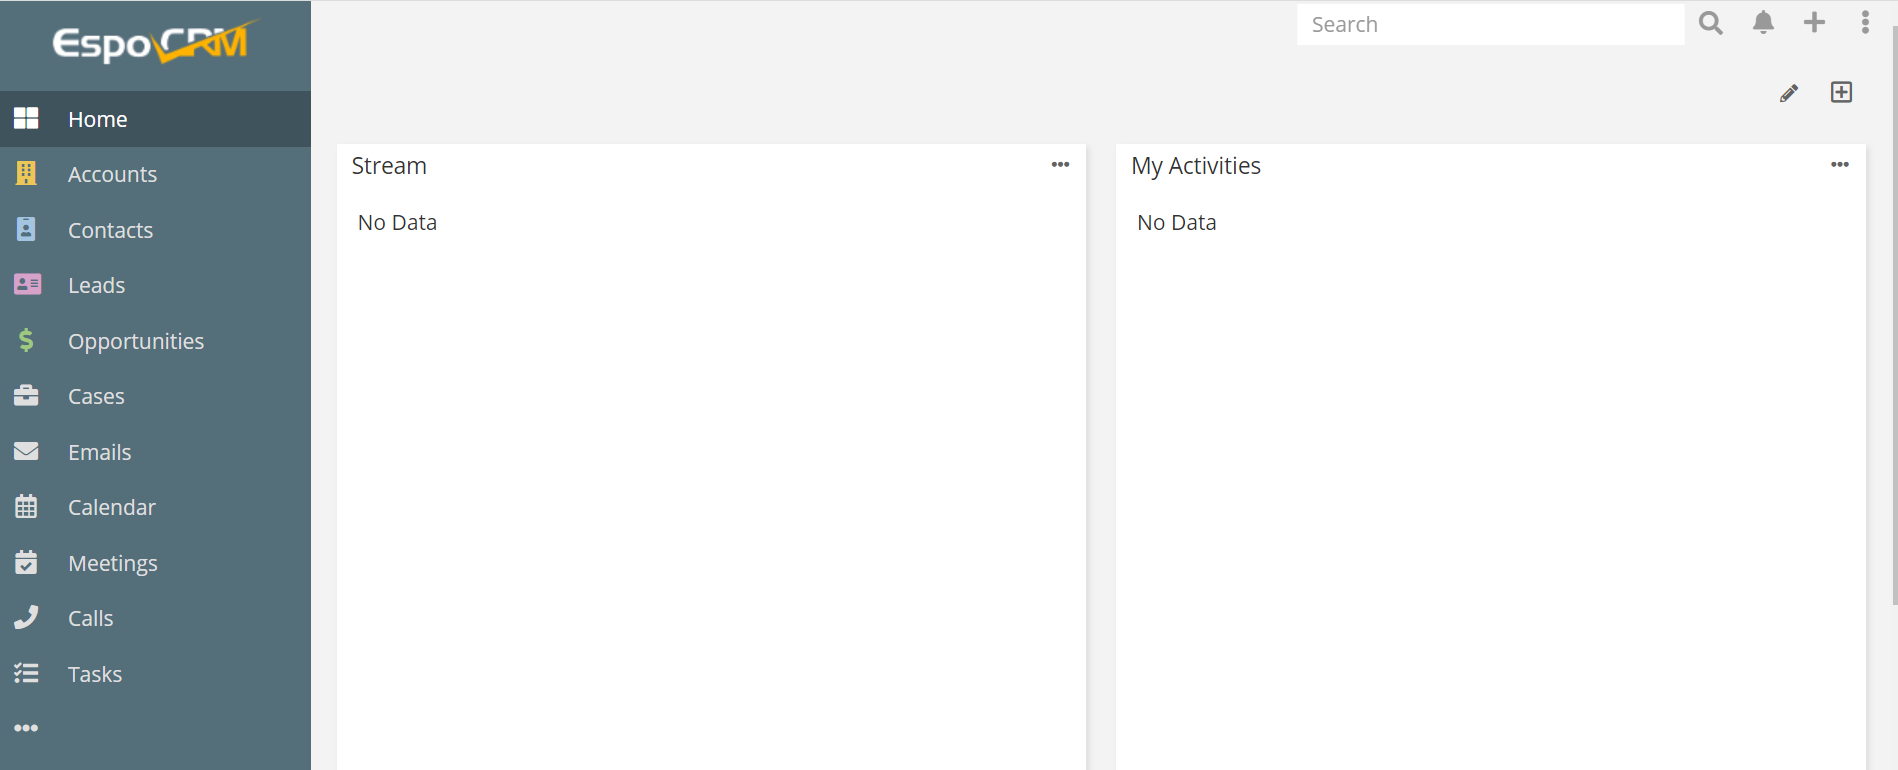 EspoCRM
Search
Home
Accounts
Contacts
Leads
Opportunities
Cases
Emails
Calendar
Meetings
Calls
Tasks
Stream
No Data
My Activities
No Data